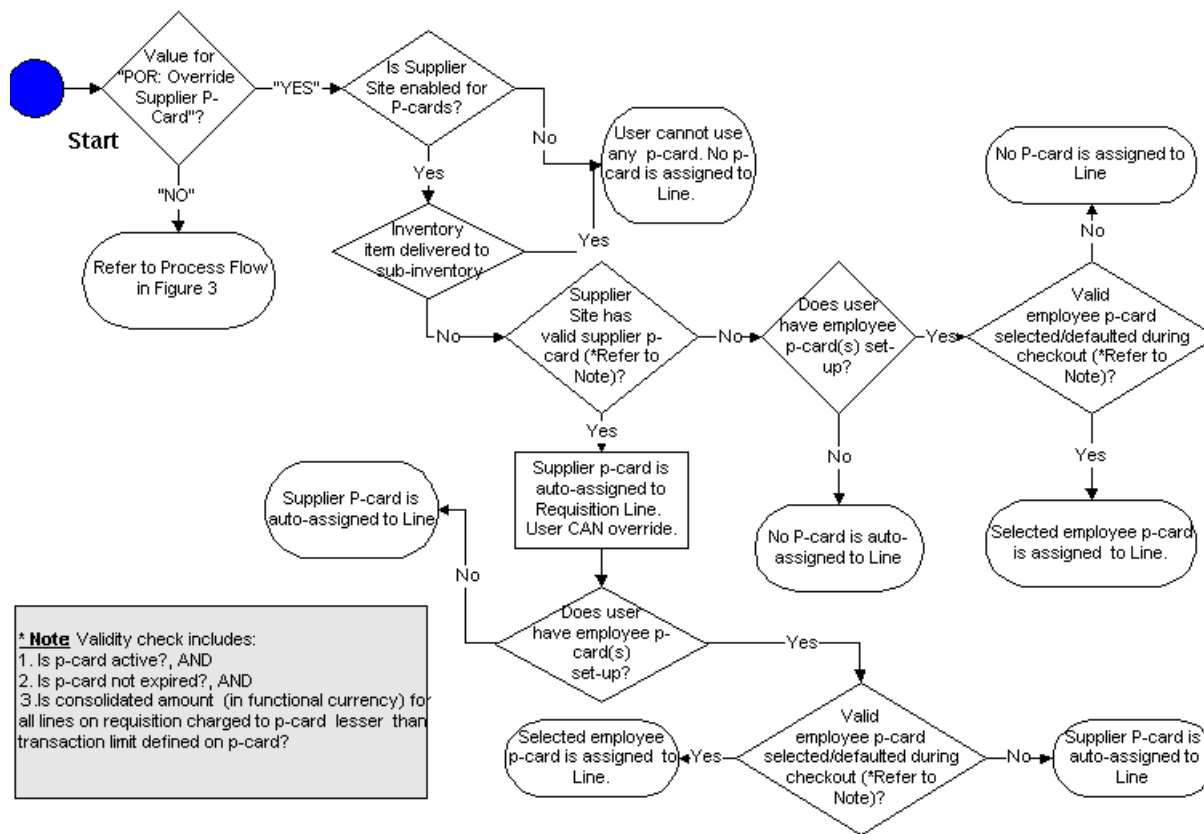 Value for
"POR: Override
Supplier P-
Card"?
"YES"
Is Supplier
Site enabled for
P-cards?
Start
No
User cannot use
any p-card. No p-
card is assigned to
Line.
No P-card is assigned to
Line
Yes
"NO"
Inventory
item delivered to
sub-inventory
Yes
No
Refer to Process Flow
in Figure 3
Supplier
Site has
valid supplier p-
card (*Refer to
Note)?
Does user
have employee
p-card(s) set-
up?
Valid
employee p-card
selected/defaulted during
checkout (*Refer to
Note)?
No
No
Yes
Yes
No
Yes
Supplier p-card is
auto-assigned to
Requisition Line.
User CAN override.
Supplier P-card is
auto-assigned to Line
No P-card is auto-
assigned to Line
Selected employee p-card
is assigned to Line.
No
Does user
have employee p-
card(s)
set-up?
Yes
* Note Validity check includes:
1. Is p-card active?, AND
2. Is p-card not expired?, AND
3.Is consolidated amount (in functional currency) for
all lines on requisition charged to p-card lesser than
transaction limit defined on p-card?
Selected employee
p-card is assigned to
Line.
Yes
Valid
employee p-card
selected/defaulted during
checkout (*Refer to
Note)?
No
Supplier P-card is
auto-assigned to
Line